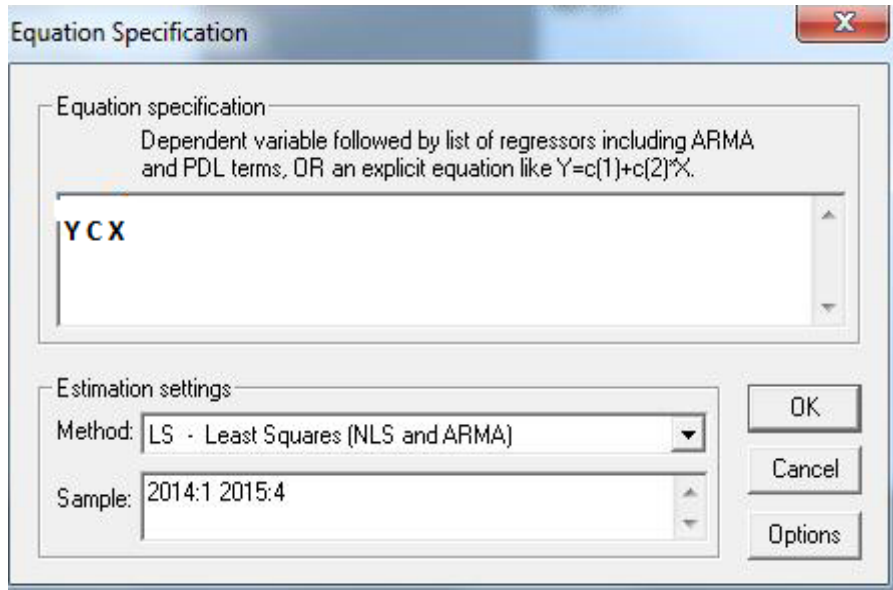 Equation Specification
Equation specification
Dependent variable followed by list of regressors including ARMA
and PDL terms, OR an explicit equation like Y=c(1)+c(2)*X.
Y C X
Estimation settings
Method: LS - Least Squares (NLS and ARMA)
Sample: 2014:1 2015:4
OK
Cancel
Options